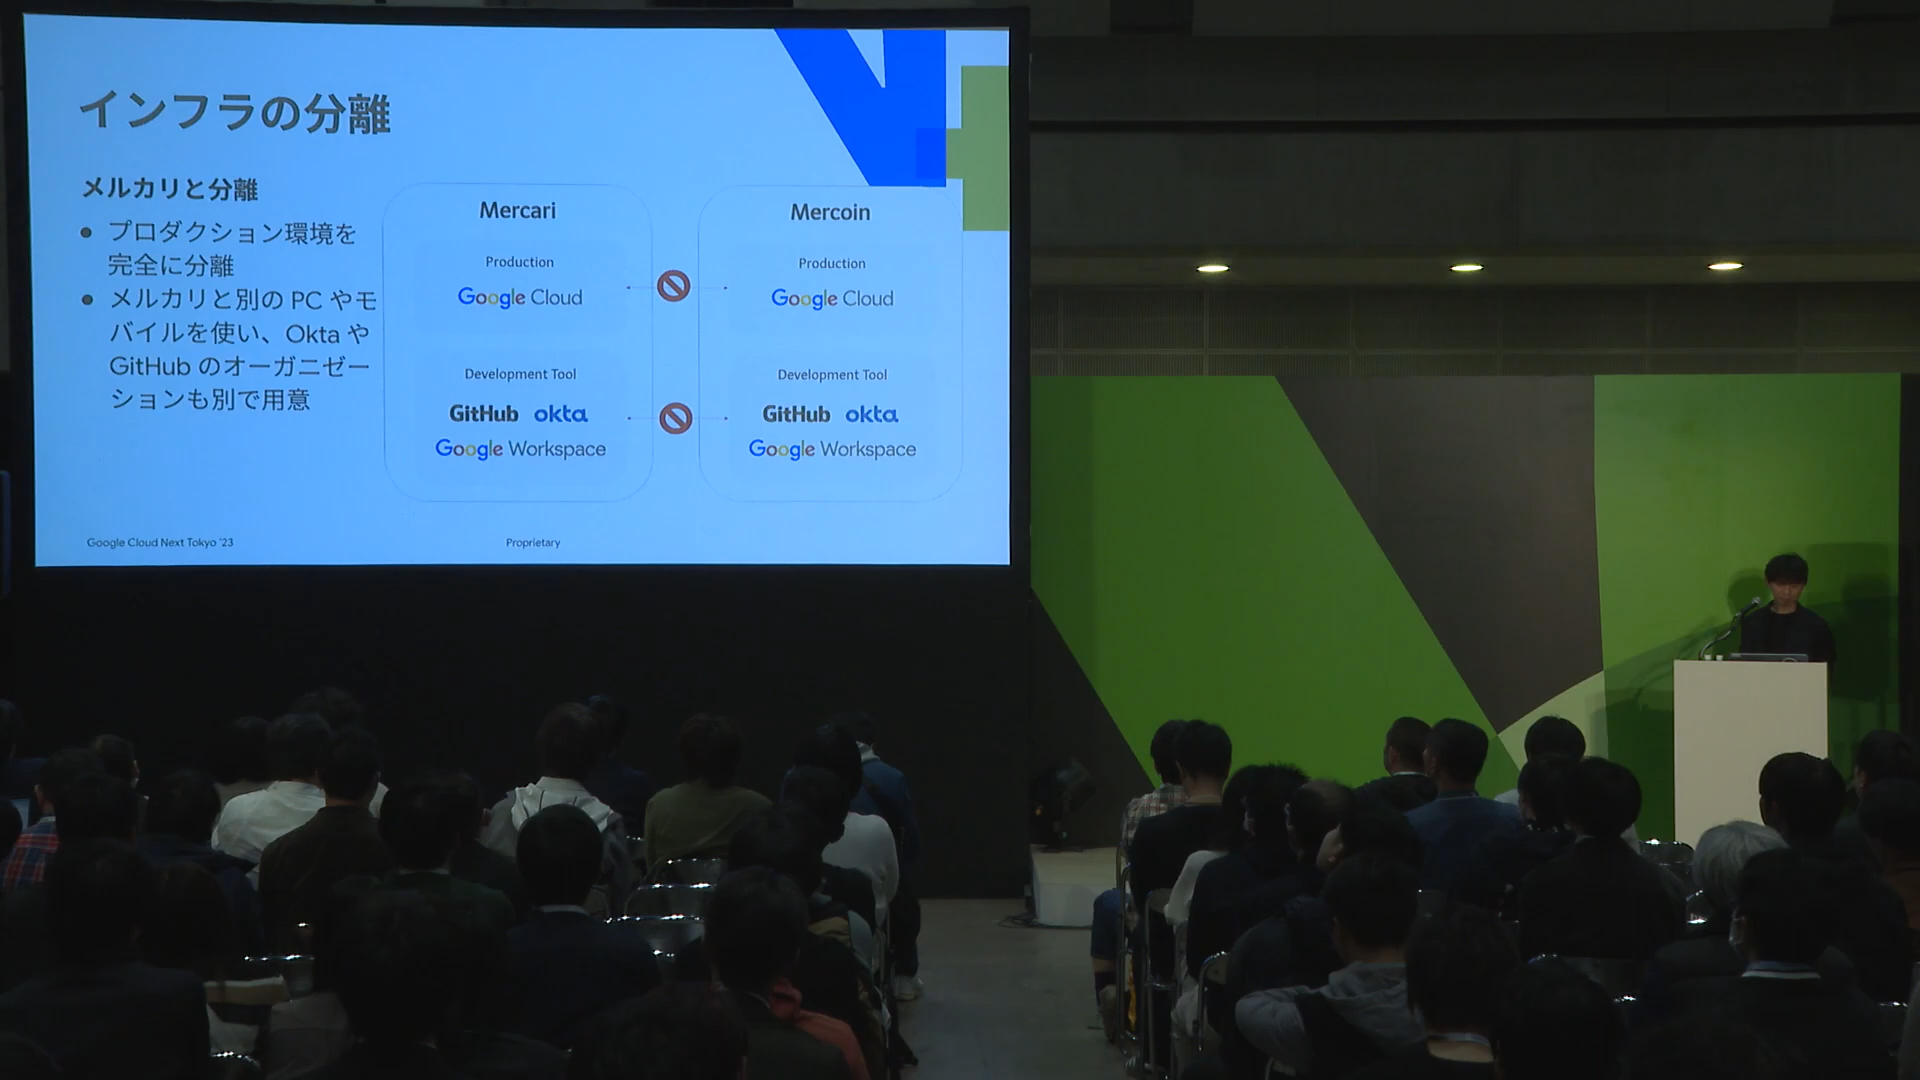 インフラの分離
メルカリと分離
● プロダクション環境を
完全に分離
● メルカリと別の PC やモ
バイルを使い、Okta や
GitHub のオーガニゼー
ションも別で用意
Mercari
Production
Google Cloud
Development Tool
GitHub okta
Google Workspace
Mercoin
Production
Google Cloud
Development Tool
GitHub okta
Google Workspace
Google Cloud Next Tokyo '23
Proprietary